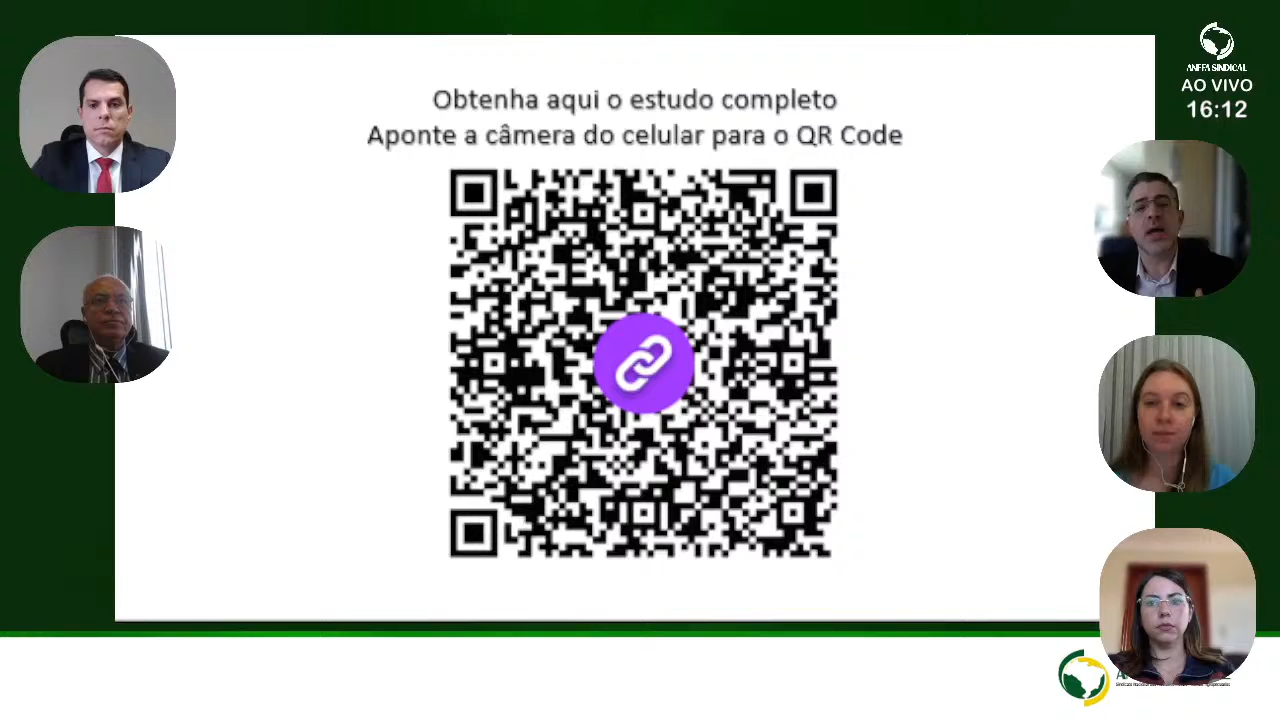 Obtenha aqui o estudo completo
Aponte a câmera do celular para o QR Code
ANFFA SINDICAL
AO VIVO
16:12